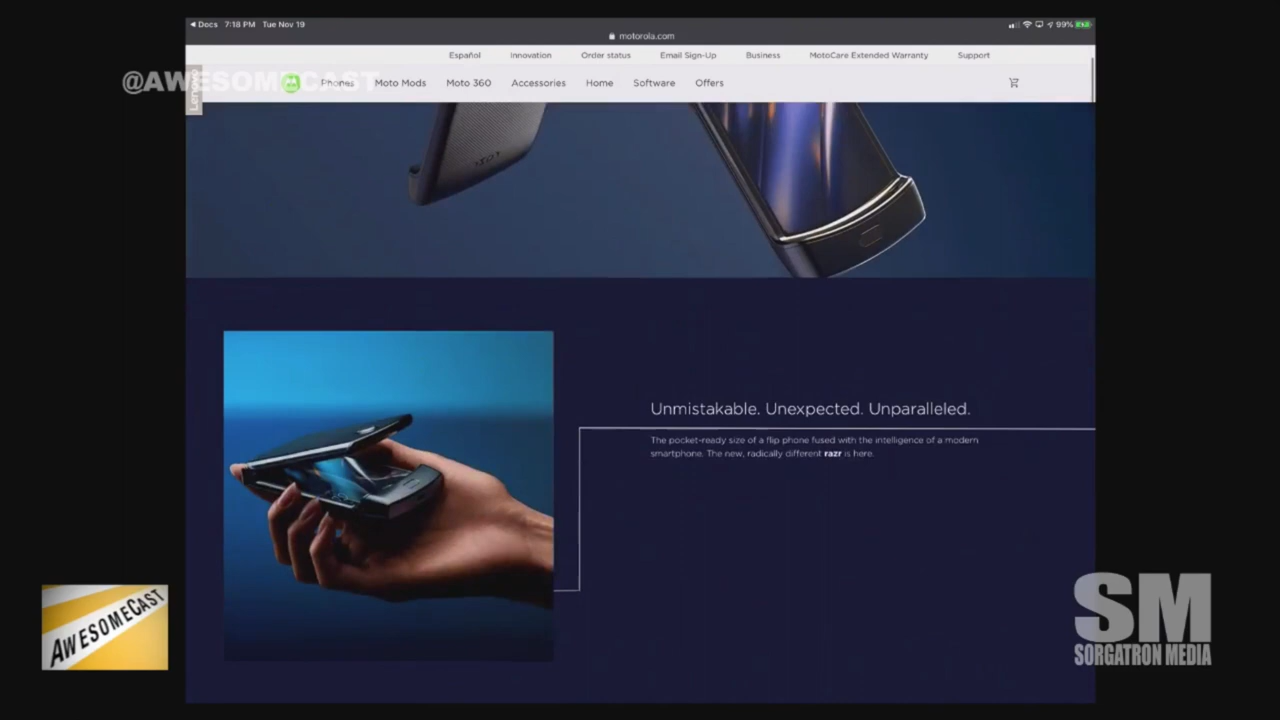 Docs 7:18 PM Tue Nov 19 99%
motorola.com
Español Innovation Order status Email Sign-Up Business MotoCare Extended Warranty Support
@AWESOMECAST
Lenovo
Phones Moto Mods Moto 360 Accessories Home Software Offers
Unmistakable. Unexpected. Unparalleled.
The pocket-ready size of a flip phone fused with the intelligence of a modern
smartphone. The new, radically different razr is here.
AWESOMECAST
SM
SORGATRON MEDIA